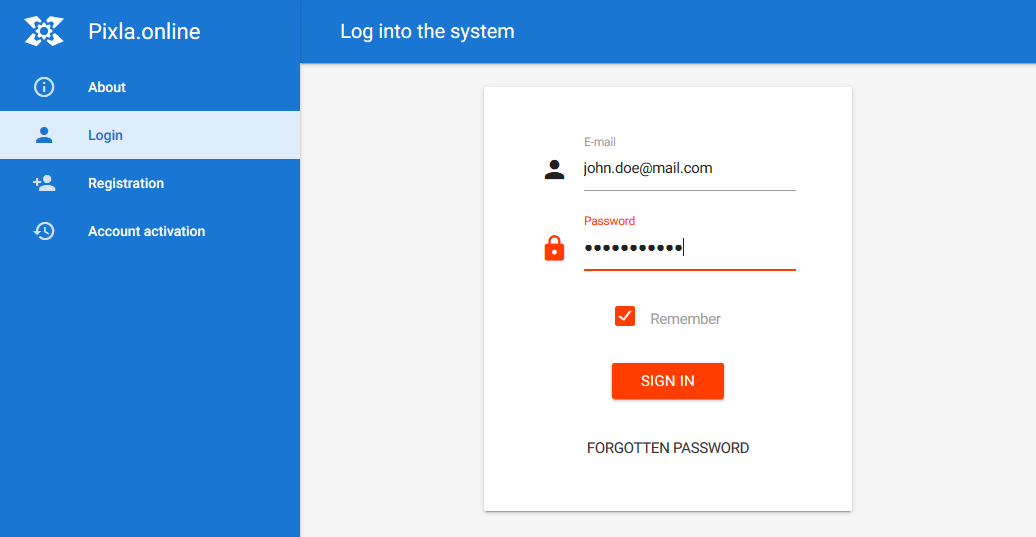 Pixla.online
About
Login
Registration
Account activation
Log into the system
E-mail
john.doe@mail.com
Password
●●●●●●●●●●●
Remember
SIGN IN
FORGOTTEN PASSWORD